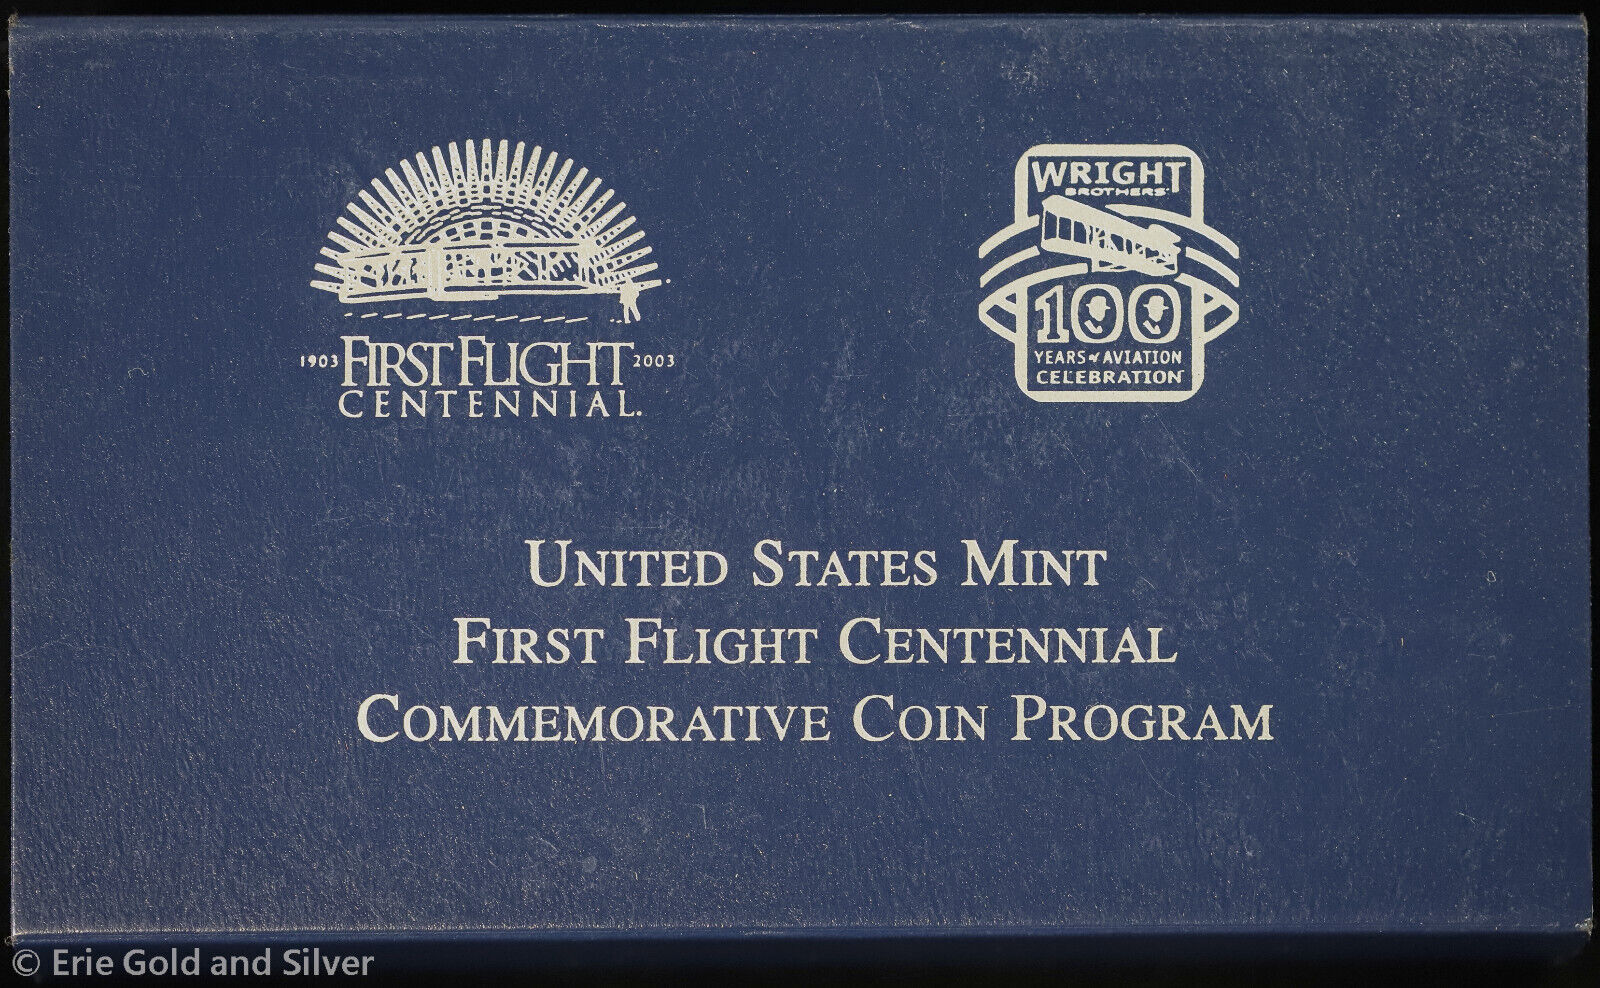 1903 FIRST FLIGHT 2003
CENTENNIAL.
WRIGHT
BROTHERS
100
YEARS of AVIATION
CELEBRATION
UNITED STATES MINT
FIRST FLIGHT CENTENNIAL
COMMEMORATIVE COIN PROGRAM
© Erie Gold and Silver